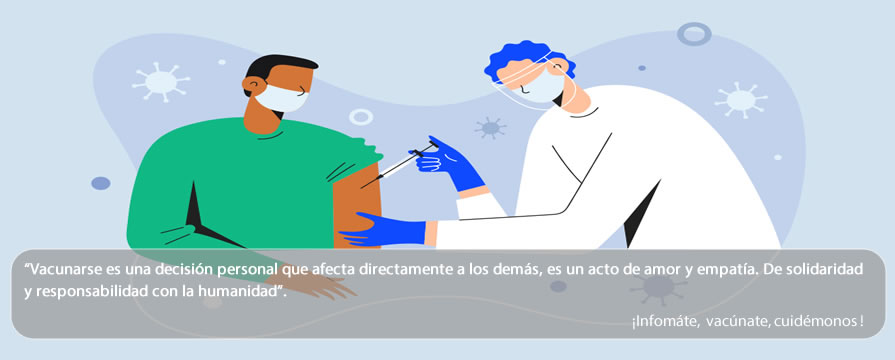 “Vacunarse es una decisión personal que afecta directamente a los demás, es un acto de amor y empatía. De solidaridad
y responsabilidad con la humanidad”.
¡Infomáte, vacúnate, cuidémonos !